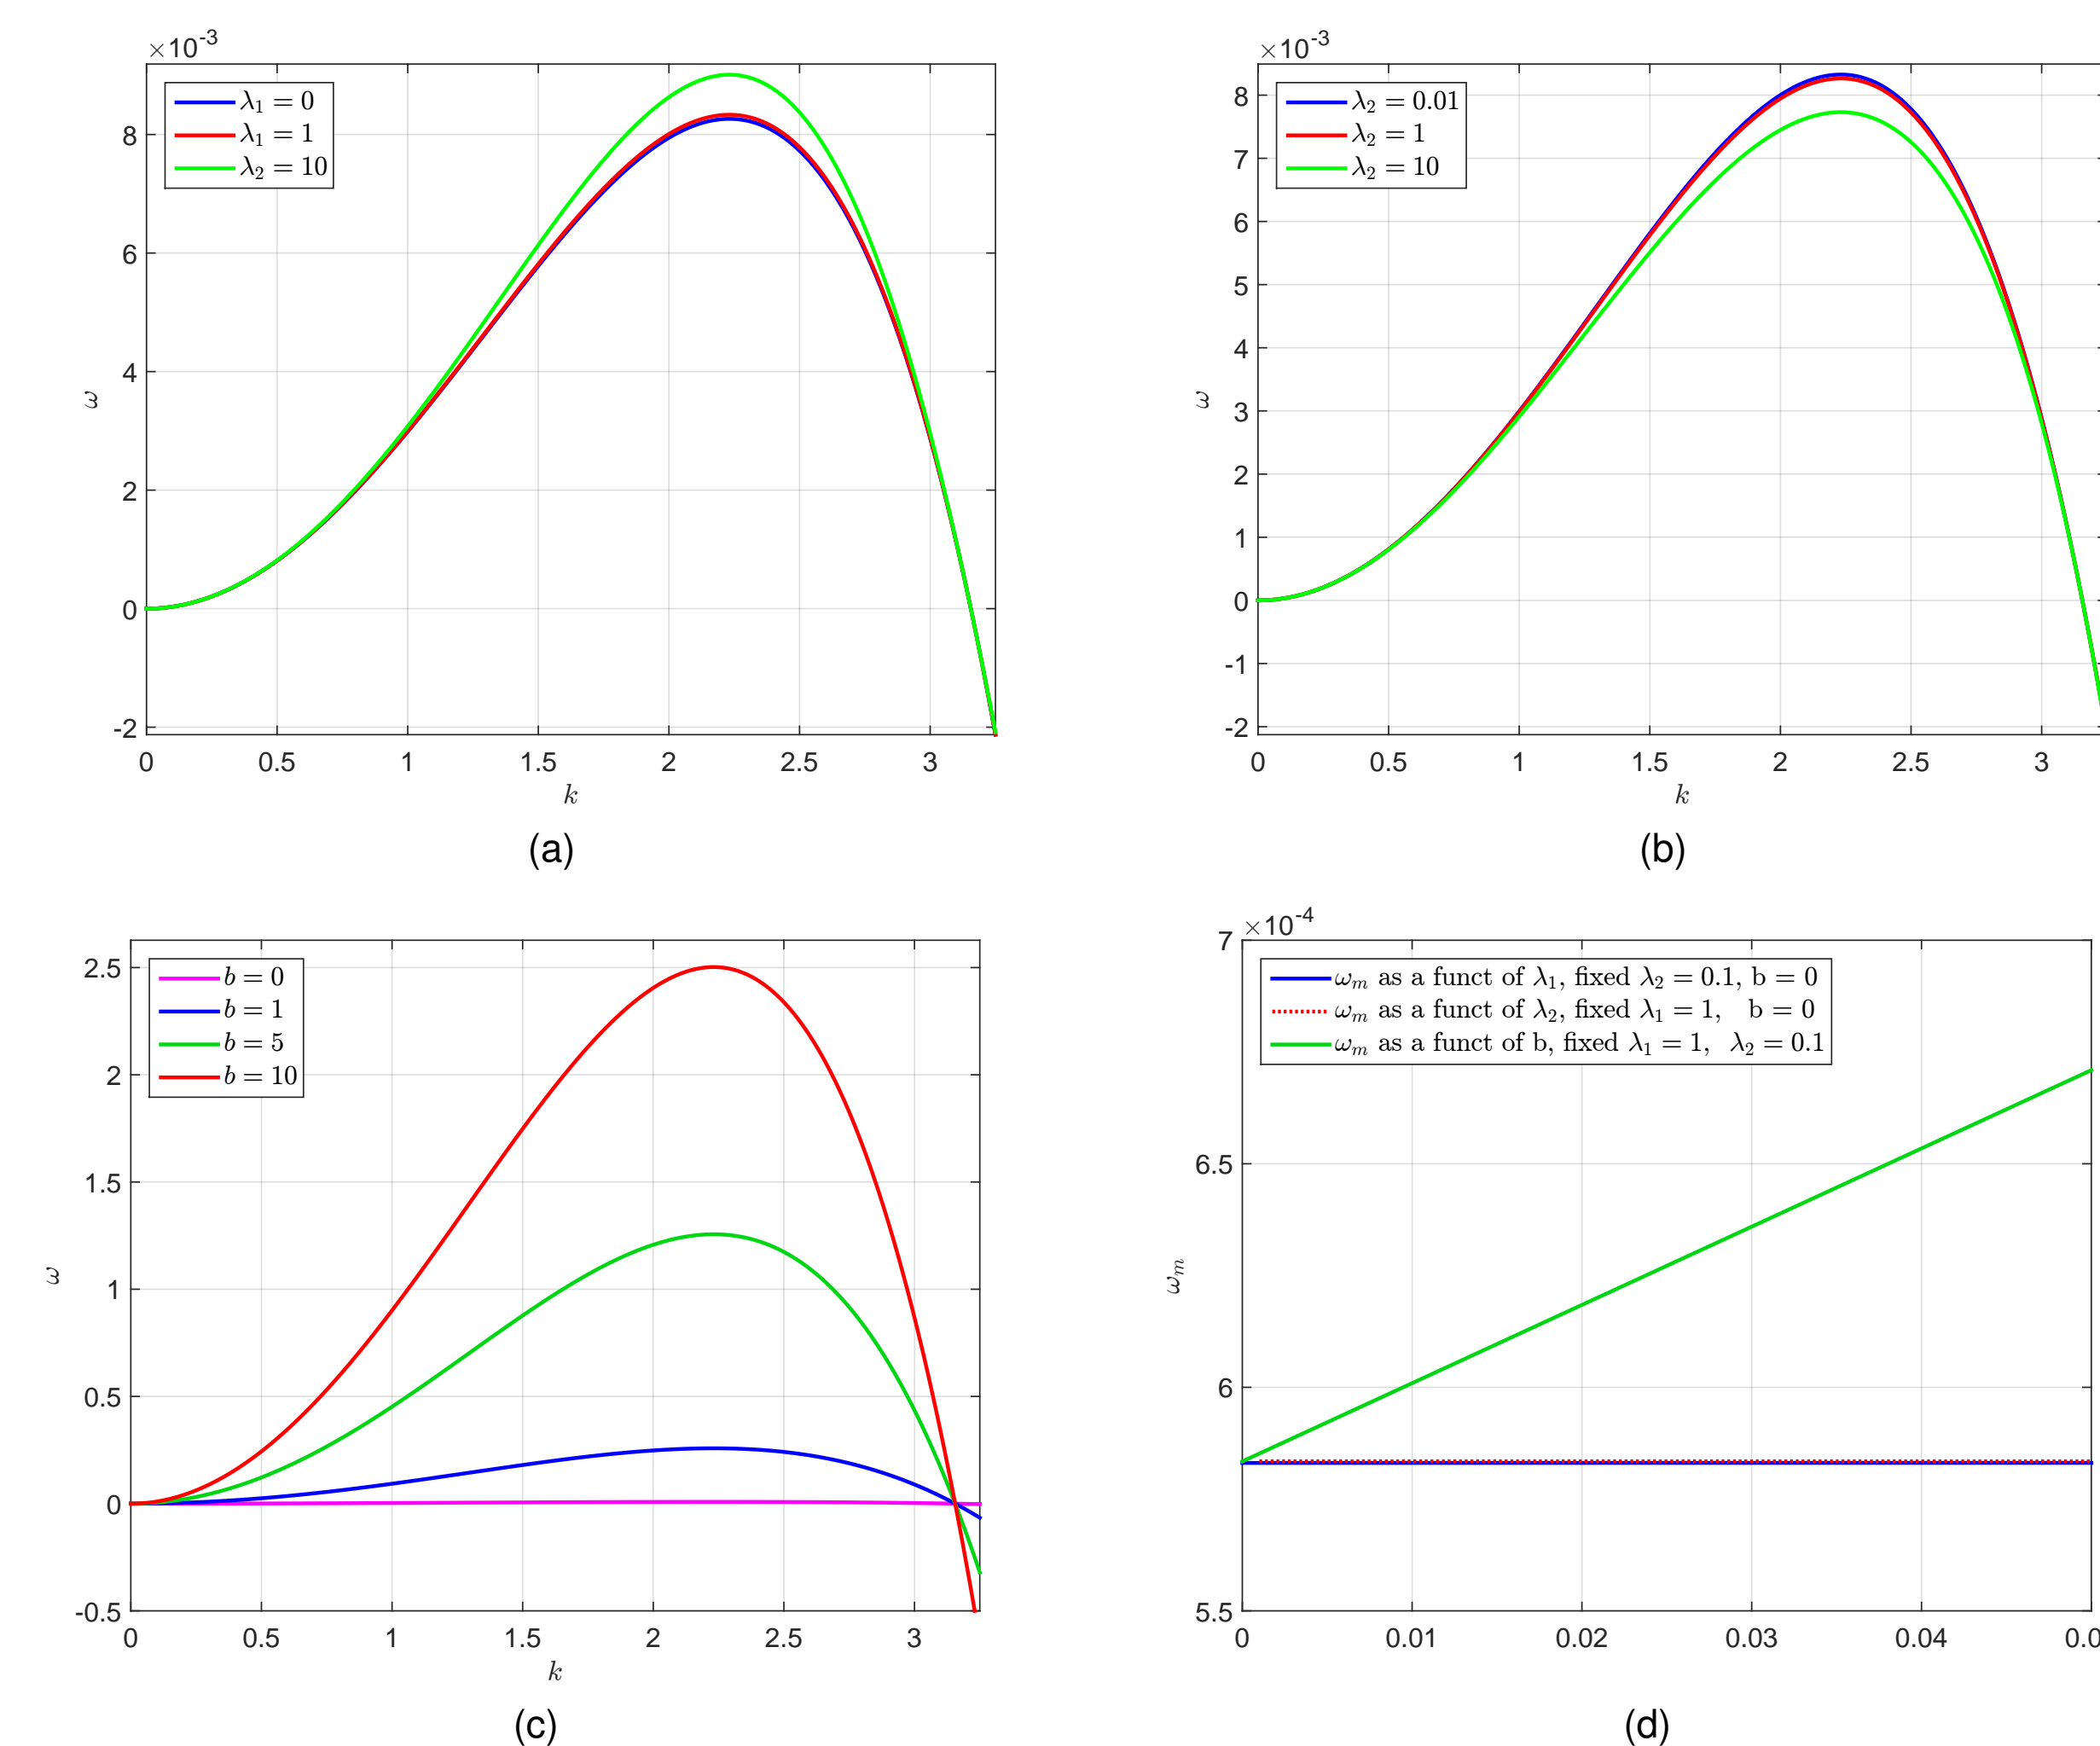 ×10-3
λ1 = 0
λ1 = 1
λ2 = 10
8
6
4
2
0
-2
ω
0 0.5 1 1.5 2 2.5 3
k
(a)
×10-3
λ2 = 0.01
λ2 = 1
λ2 = 10
8
7
6
5
4
3
2
1
0
-1
-2
ω
0 0.5 1 1.5 2 2.5 3
k
(b)
b = 0
b = 1
b = 5
b = 10
2.5
2
1.5
1
0.5
0
-0.5
ω
0 0.5 1 1.5 2 2.5 3
k
(c)
×10-4
ωm as a funct of λ1, fixed λ2 = 0.1, b = 0
ωm as a funct of λ2, fixed λ1 = 1, b = 0
ωm as a funct of b, fixed λ1 = 1, λ2 = 0.1
7
6.5
6
5.5
ωm
0 0.01 0.02 0.03 0.04 0.0
(d)